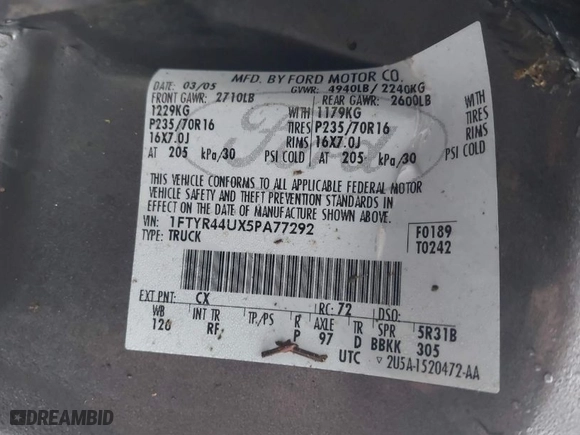 MFD. BY FORD MOTOR CO.
DATE: 03/05 GVWR: 4940LB/ 2240KG
FRONT GAWR: 2710LB REAR GAWR: 2600LB
1229KG WITH 1179KG WITH
P235/70R16 TIRES P235/70R16 TIRES
16X7.0J RIMS 16X7.0J RIMS
AT 205 kPa/30 PSI COLD AT 205 kPa/30 PSI COLD
Ford
THIS VEHICLE CONFORMS TO ALL APPLICABLE FEDERAL MOTOR
VEHICLE SAFETY AND THEFT PREVENTION STANDARDS IN
EFFECT ON THE DATE OF MANUFACTURE SHOWN ABOVE.
VIN: 1FTYR44UX5PA77292 F0189
TYPE: TRUCK T0242
EXT PNT: CX RC: 72 DSO:
WB INT TR TP/PS R AXLE TR SPR 5R31B
126 RF P 97 D BBKK 305
UTC ▽ 2U5A-1520472-AA
DREAMBID